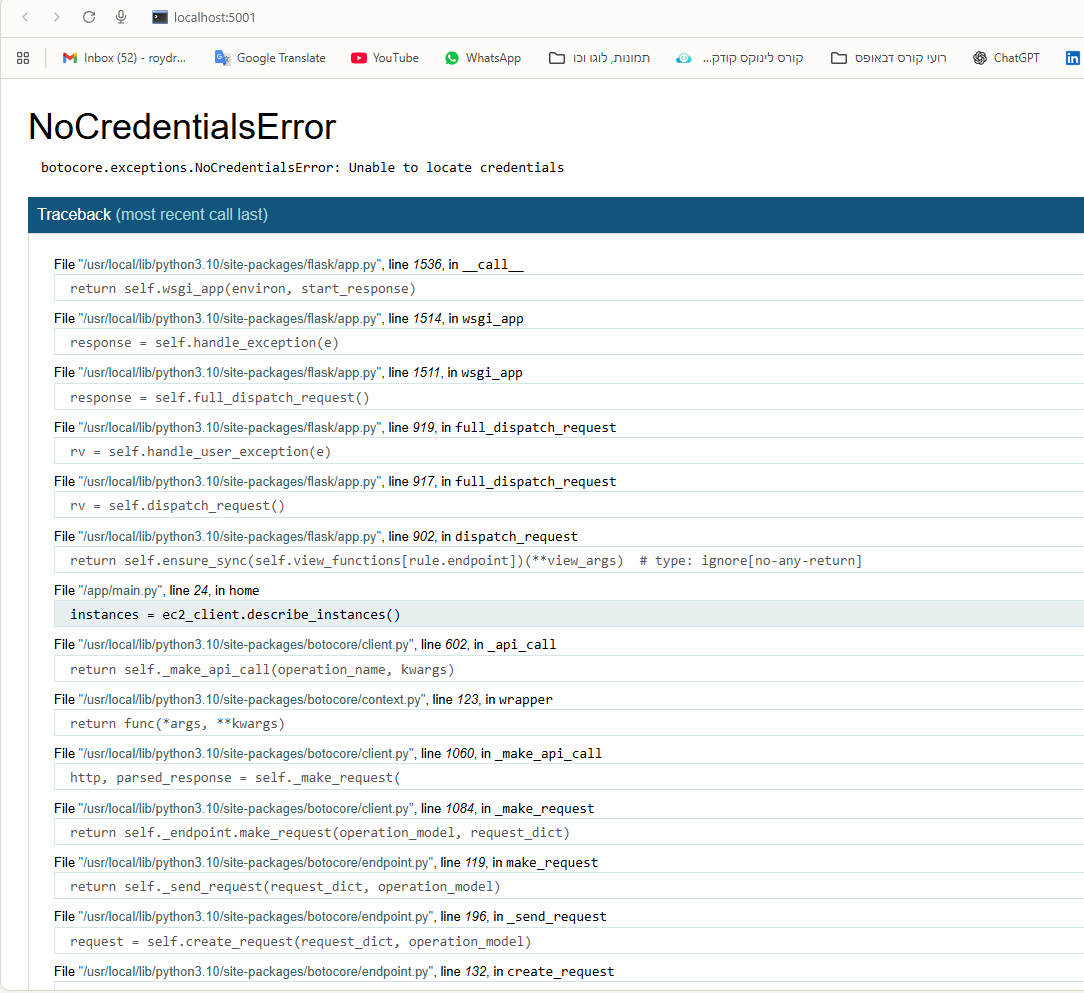 localhost:5001
Inbox (52) - roydr... Google Translate YouTube WhatsApp תמונות, לוגו וכו קורס לינוקס קודק... רועי קורס דבאופס ChatGPT
NoCredentialsError
botocore.exceptions.NoCredentialsError: Unable to locate credentials
Traceback (most recent call last)
File "/usr/local/lib/python3.10/site-packages/flask/app.py", line 1536, in __call__
return self.wsgi_app(environ, start_response)
File "/usr/local/lib/python3.10/site-packages/flask/app.py", line 1514, in wsgi_app
response = self.handle_exception(e)
File "/usr/local/lib/python3.10/site-packages/flask/app.py", line 1511, in wsgi_app
response = self.full_dispatch_request()
File "/usr/local/lib/python3.10/site-packages/flask/app.py", line 919, in full_dispatch_request
rv = self.handle_user_exception(e)
File "/usr/local/lib/python3.10/site-packages/flask/app.py", line 917, in full_dispatch_request
rv = self.dispatch_request()
File "/usr/local/lib/python3.10/site-packages/flask/app.py", line 902, in dispatch_request
return self.ensure_sync(self.view_functions[rule.endpoint])(**view_args)  # type: ignore[no-any-return]
File "/app/main.py", line 24, in home
instances = ec2_client.describe_instances()
File "/usr/local/lib/python3.10/site-packages/botocore/client.py", line 602, in _api_call
return self._make_api_call(operation_name, kwargs)
File "/usr/local/lib/python3.10/site-packages/botocore/context.py", line 123, in wrapper
return func(*args, **kwargs)
File "/usr/local/lib/python3.10/site-packages/botocore/client.py", line 1060, in _make_api_call
http, parsed_response = self._make_request(
File "/usr/local/lib/python3.10/site-packages/botocore/client.py", line 1084, in _make_request
return self._endpoint.make_request(operation_model, request_dict)
File "/usr/local/lib/python3.10/site-packages/botocore/endpoint.py", line 119, in make_request
return self._send_request(request_dict, operation_model)
File "/usr/local/lib/python3.10/site-packages/botocore/endpoint.py", line 196, in _send_request
request = self.create_request(request_dict, operation_model)
File "/usr/local/lib/python3.10/site-packages/botocore/endpoint.py", line 132, in create_request